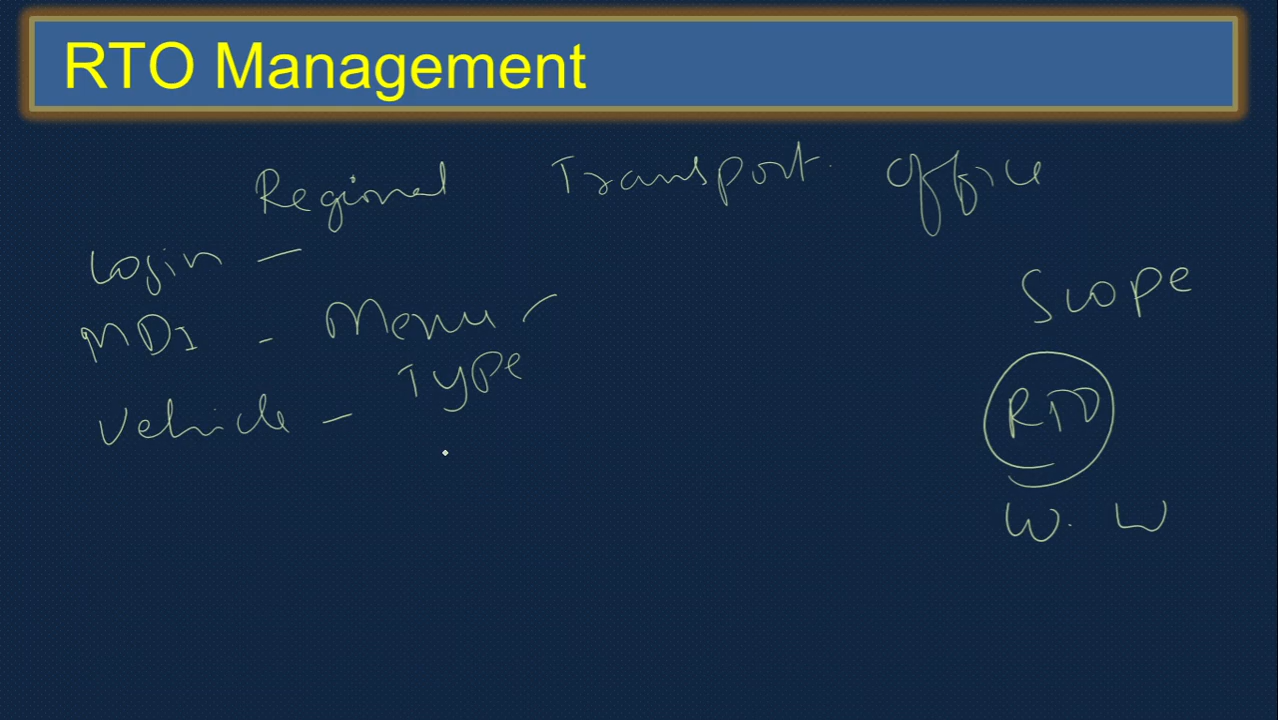 RTO Management
Regional Transport Office
Login -
Scope
MDI - Menu
Type
Vehicle -
RTO
W. W